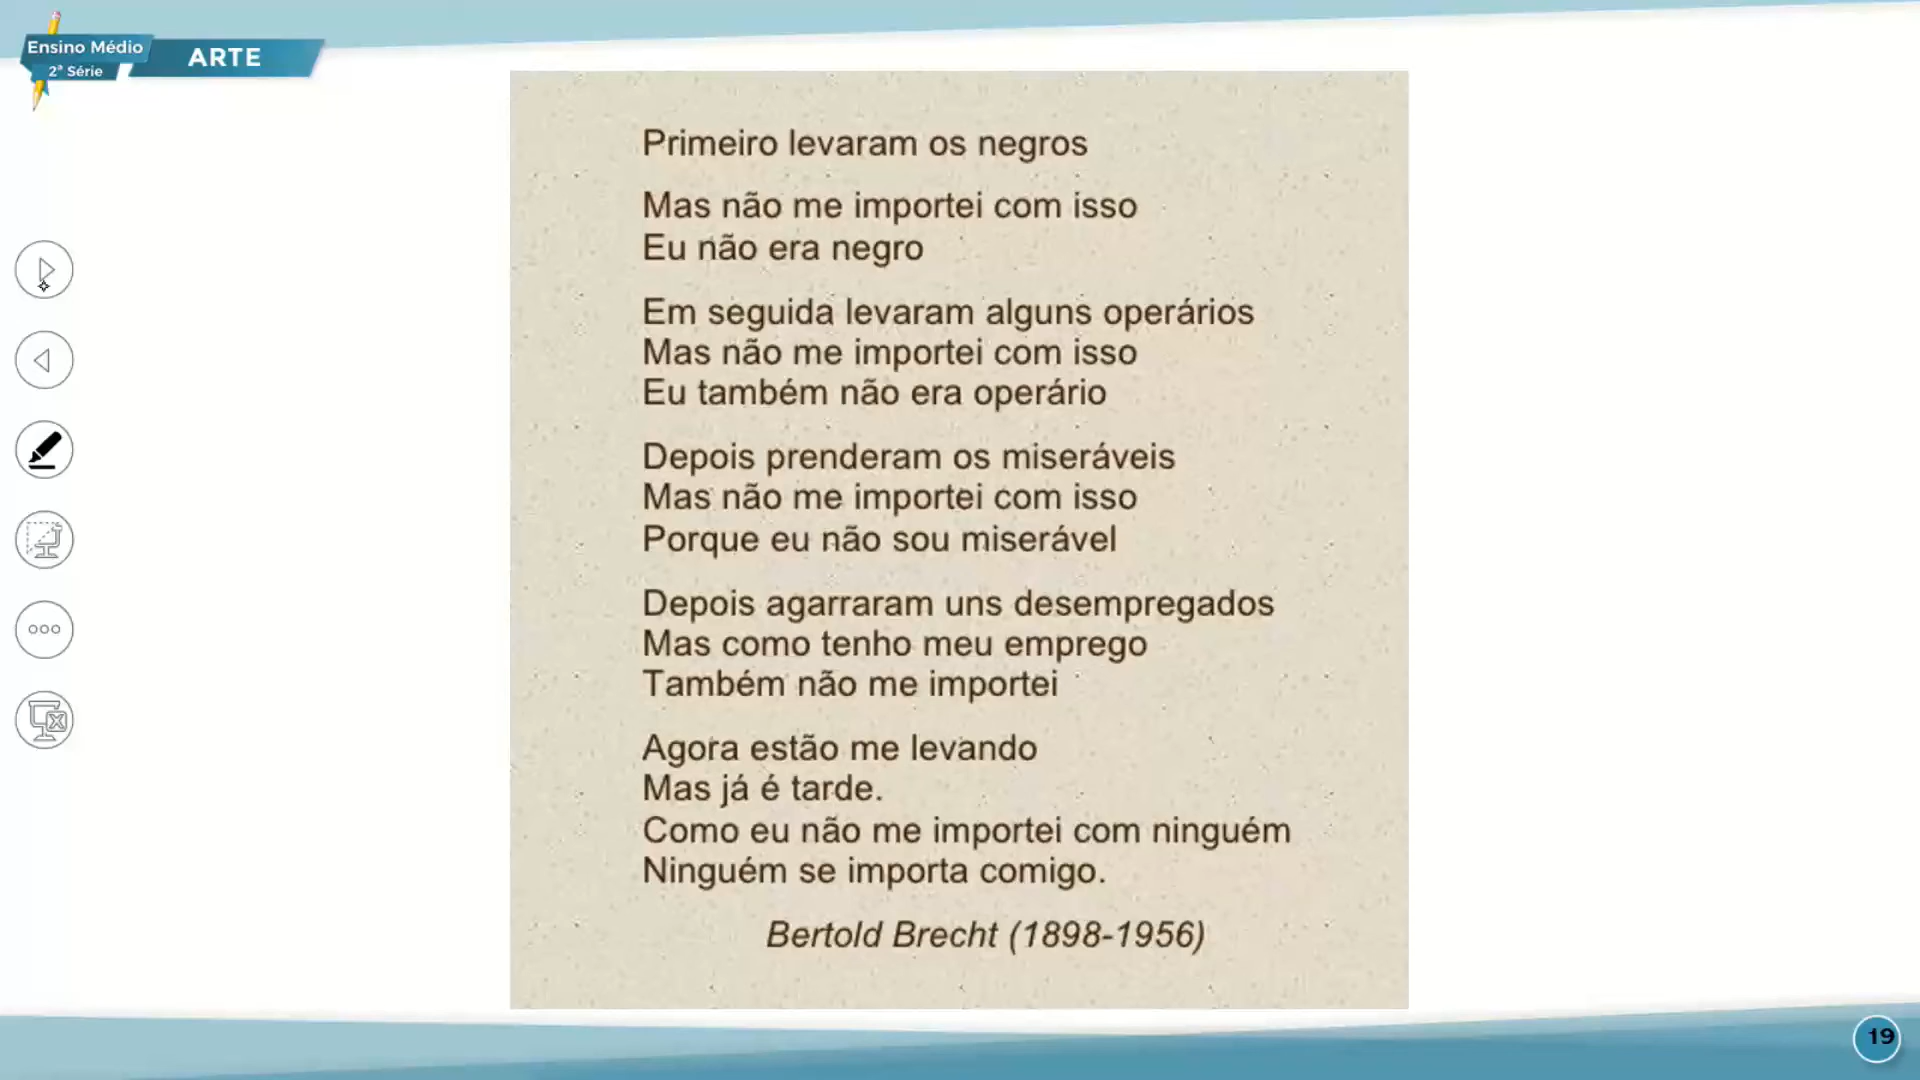 Ensino Médio
2ª Série
ARTE
Primeiro levaram os negros
Mas não me importei com isso
Eu não era negro
Em seguida levaram alguns operários
Mas não me importei com isso
Eu também não era operário
Depois prenderam os miseráveis
Mas não me importei com isso
Porque eu não sou miserável
Depois agarraram uns desempregados
Mas como tenho meu emprego
Também não me importei
Agora estão me levando
Mas já é tarde.
Como eu não me importei com ninguém
Ninguém se importa comigo.
Bertold Brecht (1898-1956)
19